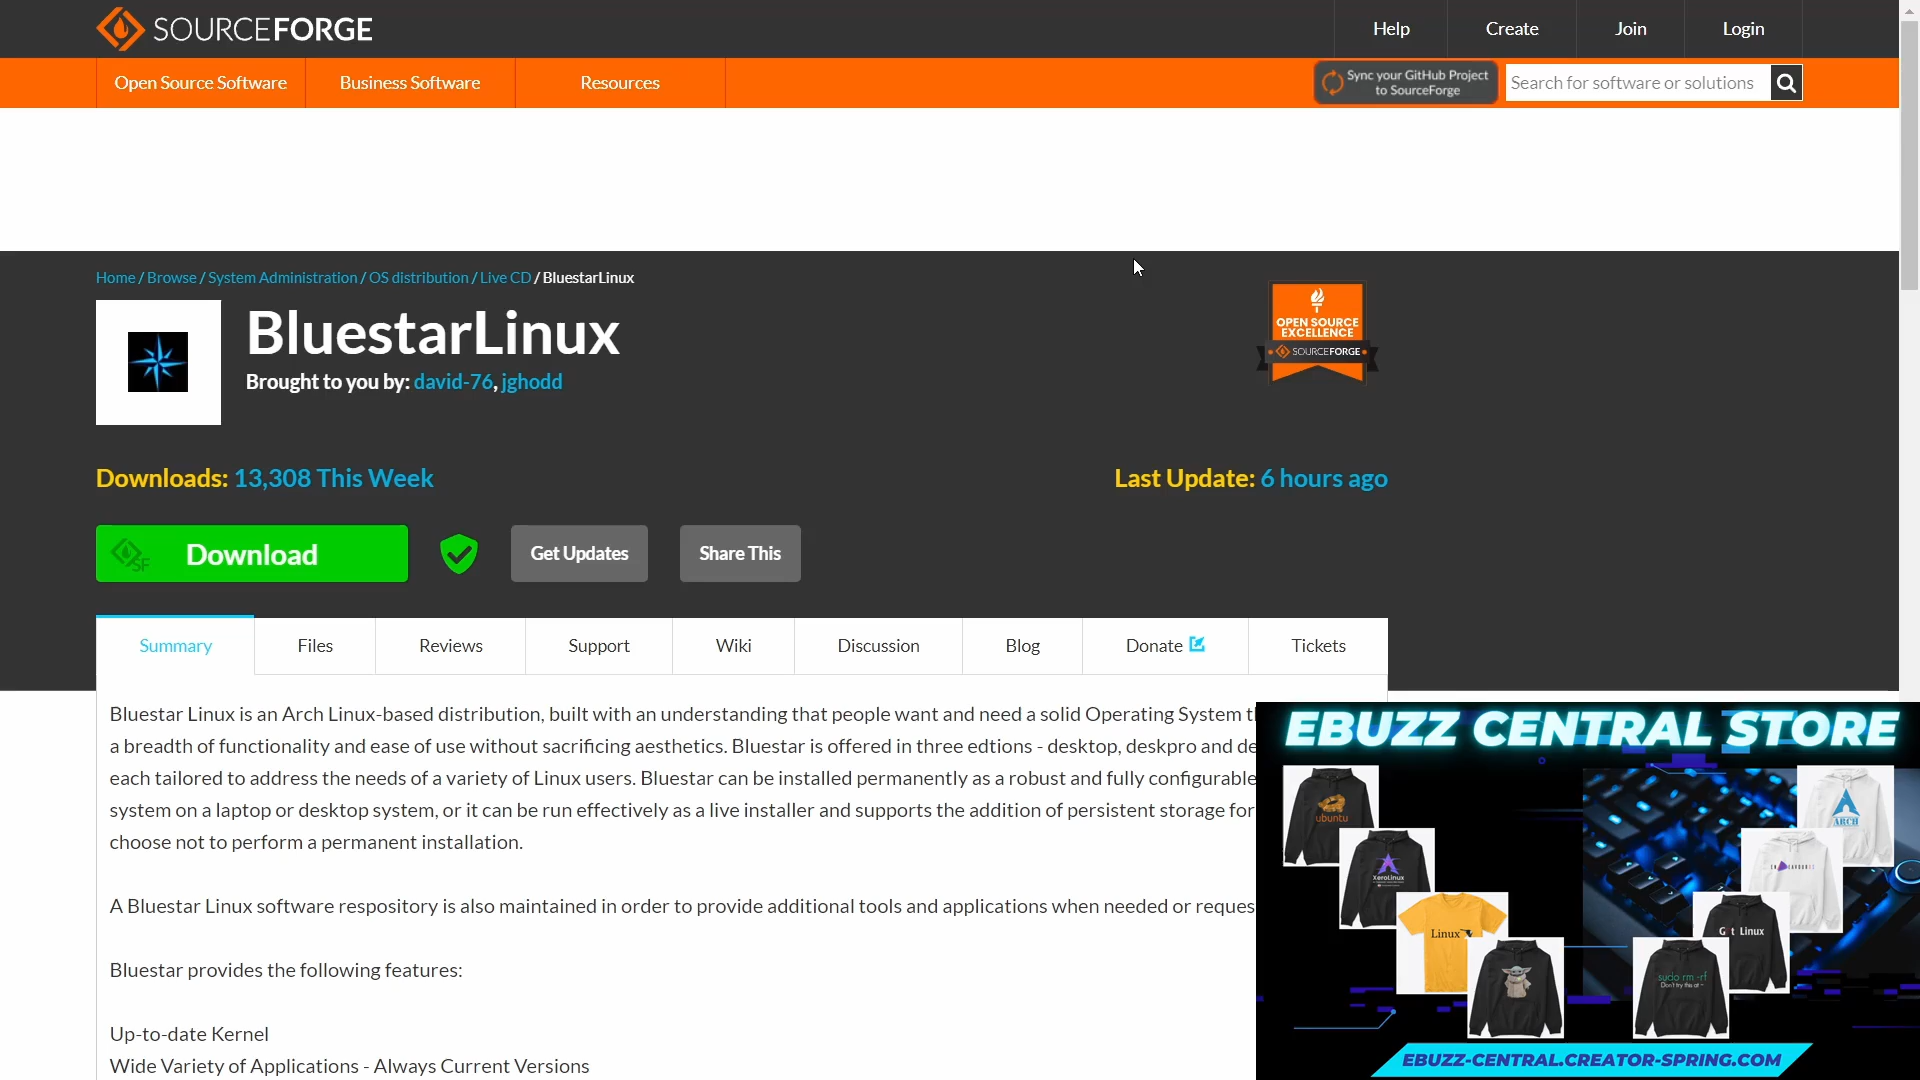 SOURCEFORGE
Help
Create
Join
Login
Open Source Software
Business Software
Resources
Sync your GitHub Project
to SourceForge
Search for software or solutions
Home / Browse / System Administration / OS distribution / Live CD / BluestarLinux
BluestarLinux
Brought to you by: david-76, jghodd
OPEN SOURCE
EXCELLENCE
SOURCEFORGE
Downloads: 13,308 This Week
Last Update: 6 hours ago
SF
Download
Get Updates
Share This
Summary
Files
Reviews
Support
Wiki
Discussion
Blog
Donate
Tickets
Bluestar Linux is an Arch Linux-based distribution, built with an understanding that people want and need a solid Operating System
a breadth of functionality and ease of use without sacrificing aesthetics. Bluestar is offered in three edtions - desktop, deskpro and
each tailored to address the needs of a variety of Linux users. Bluestar can be installed permanently as a robust and fully configurable
system on a laptop or desktop system, or it can be run effectively as a live installer and supports the addition of persistent storage for
choose not to perform a permanent installation.
A Bluestar Linux software respository is also maintained in order to provide additional tools and applications when needed or
Bluestar provides the following features:
Up-to-date Kernel
Wide Variety of Applications - Always Current Versions
EBUZZ CENTRAL STORE
ubuntu
ARCH
XeroLinux
Linux
Linux
sudo rm -rf
Don't try this at ~
EBUZZ-CENTRAL.CREATOR-SPRING.COM